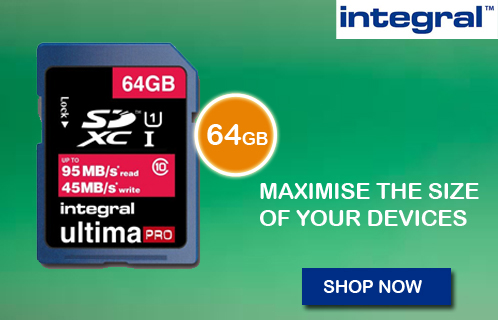 integral™
64GB
Lock
SD XC I
U1
UP TO
95 MB/s* read
45MB/s* write
10
integral
ultima PRO
64GB
MAXIMISE THE SIZE
OF YOUR DEVICES
SHOP NOW